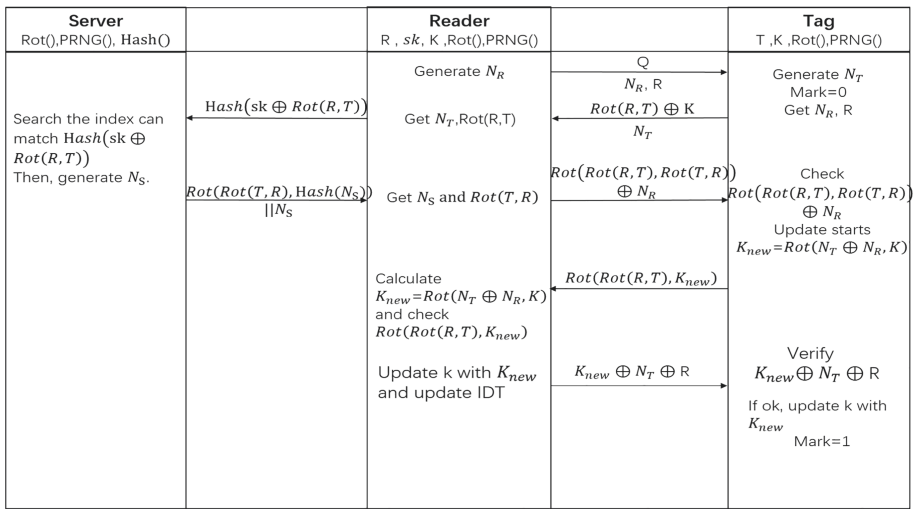 Server
Rot(),PRNG(), Hash()
Reader
R , sk, K ,Rot(),PRNG()
Tag
T ,K ,Rot(),PRNG()
Generate N_R
Q
N_R, R
Generate N_T
Mark=0
Get N_R, R
Search the index can
match Hash(sk ⊕
Rot(R,T))
Then, generate N_S.
Hash(sk ⊕ Rot(R,T))
Get N_T,Rot(R,T)
Rot(R,T) ⊕ K
N_T
Rot(Rot(T,R),Hash(N_S))
||N_S
Get N_S and Rot(T,R)
Rot(Rot(R,T),Rot(T,R))
⊕ N_R
Check
Rot(Rot(R,T),Rot(T,R))
⊕ N_R
Update starts
K_new=Rot(N_T ⊕ N_R,K)
Calculate
K_new=Rot(N_T ⊕ N_R,K)
and check
Rot(Rot(R,T),K_new)
Rot(Rot(R,T),K_new)
Update k with K_new
and update IDT
K_new ⊕ N_T ⊕ R
Verify
K_new⊕ N_T ⊕ R
If ok, update k with
K_new
Mark=1